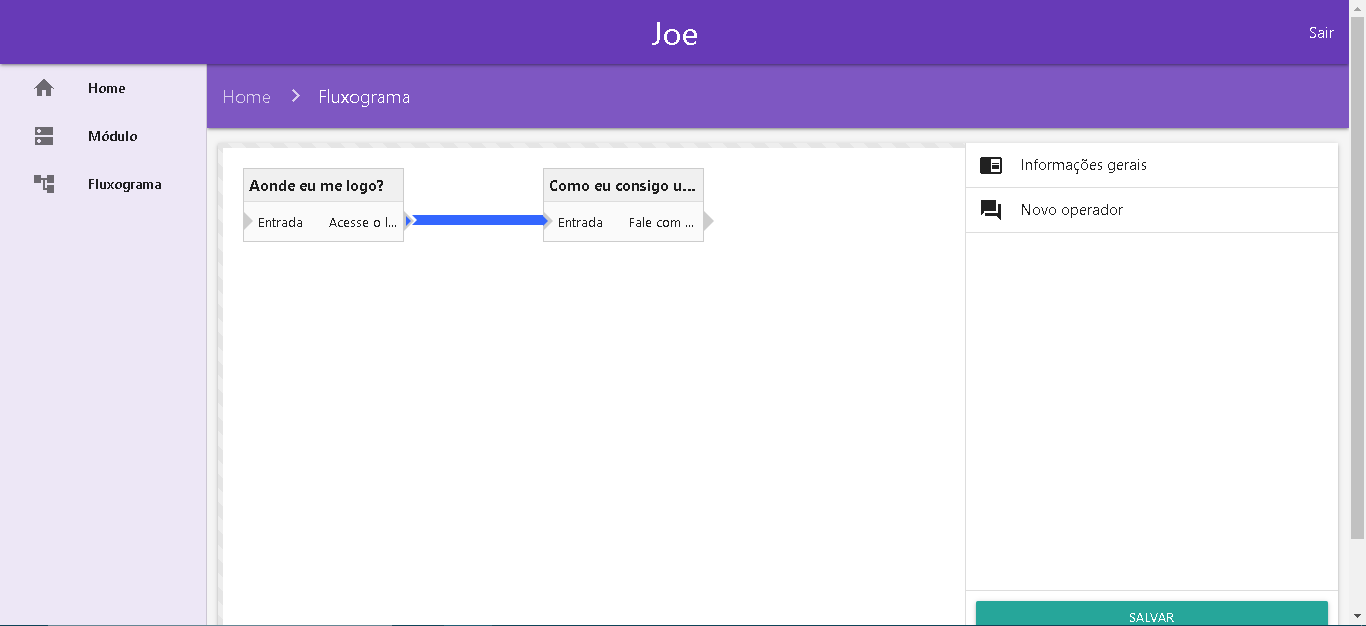 Joe
Sair
Home
Módulo
Fluxograma
Home Fluxograma
Aonde eu me logo?
Entrada Acesse o l...
Como eu consigo u...
Entrada Fale com ...
Informações gerais
Novo operador
SALVAR